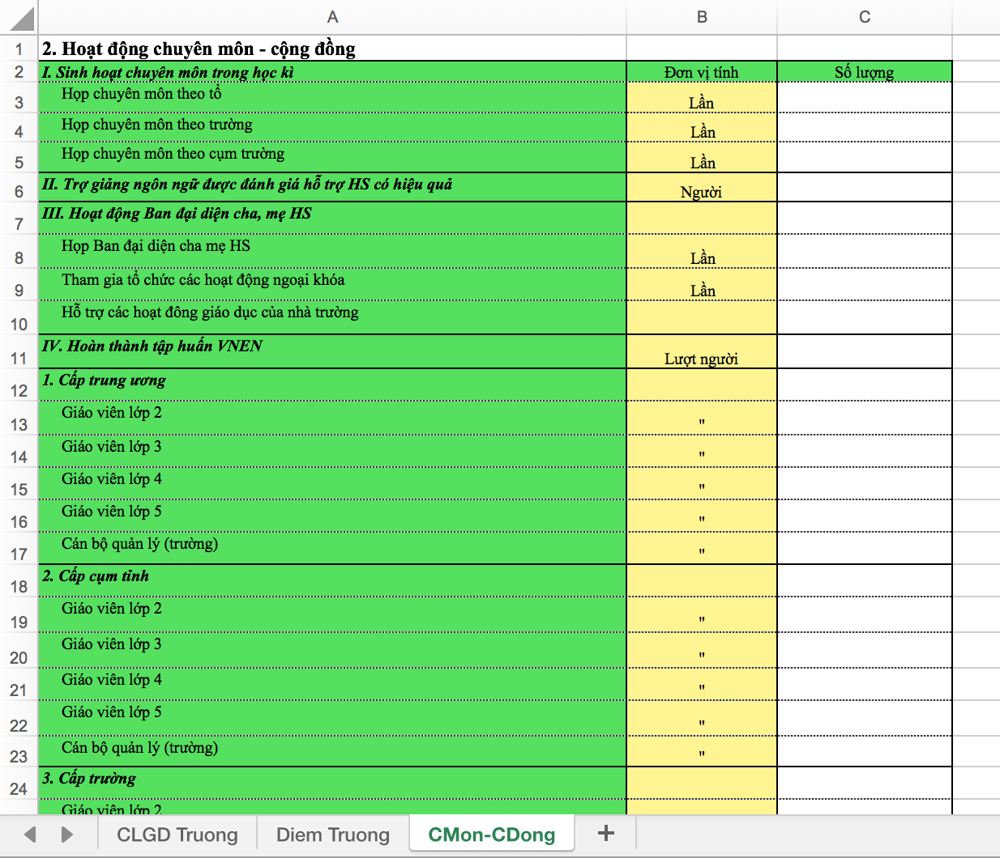 A B C
1 2. Hoạt động chuyên môn - cộng đồng
2 I. Sinh hoạt chuyên môn trong học kì Đơn vị tính Số lượng
3 Họp chuyên môn theo tổ Lần
4 Họp chuyên môn theo trường Lần
5 Họp chuyên môn theo cụm trường Lần
6 II. Trợ giảng ngôn ngữ được đánh giá hỗ trợ HS có hiệu quả Người
7 III. Hoạt động Ban đại diện cha, mẹ HS
8 Họp Ban đại diện cha mẹ HS Lần
9 Tham gia tổ chức các hoạt động ngoại khóa Lần
10 Hỗ trợ các hoạt đông giáo dục của nhà trường
11 IV. Hoàn thành tập huấn VNEN Lượt người
12 1. Cấp trung ương
13 Giáo viên lớp 2 "
14 Giáo viên lớp 3 "
15 Giáo viên lớp 4 "
16 Giáo viên lớp 5 "
17 Cán bộ quản lý (trường) "
18 2. Cấp cụm tỉnh
19 Giáo viên lớp 2 "
20 Giáo viên lớp 3 "
21 Giáo viên lớp 4 "
22 Giáo viên lớp 5 "
23 Cán bộ quản lý (trường) "
24 3. Cấp trường
Giáo viên lớp 2
CLGD Truong Diem Truong CMon-CDong +